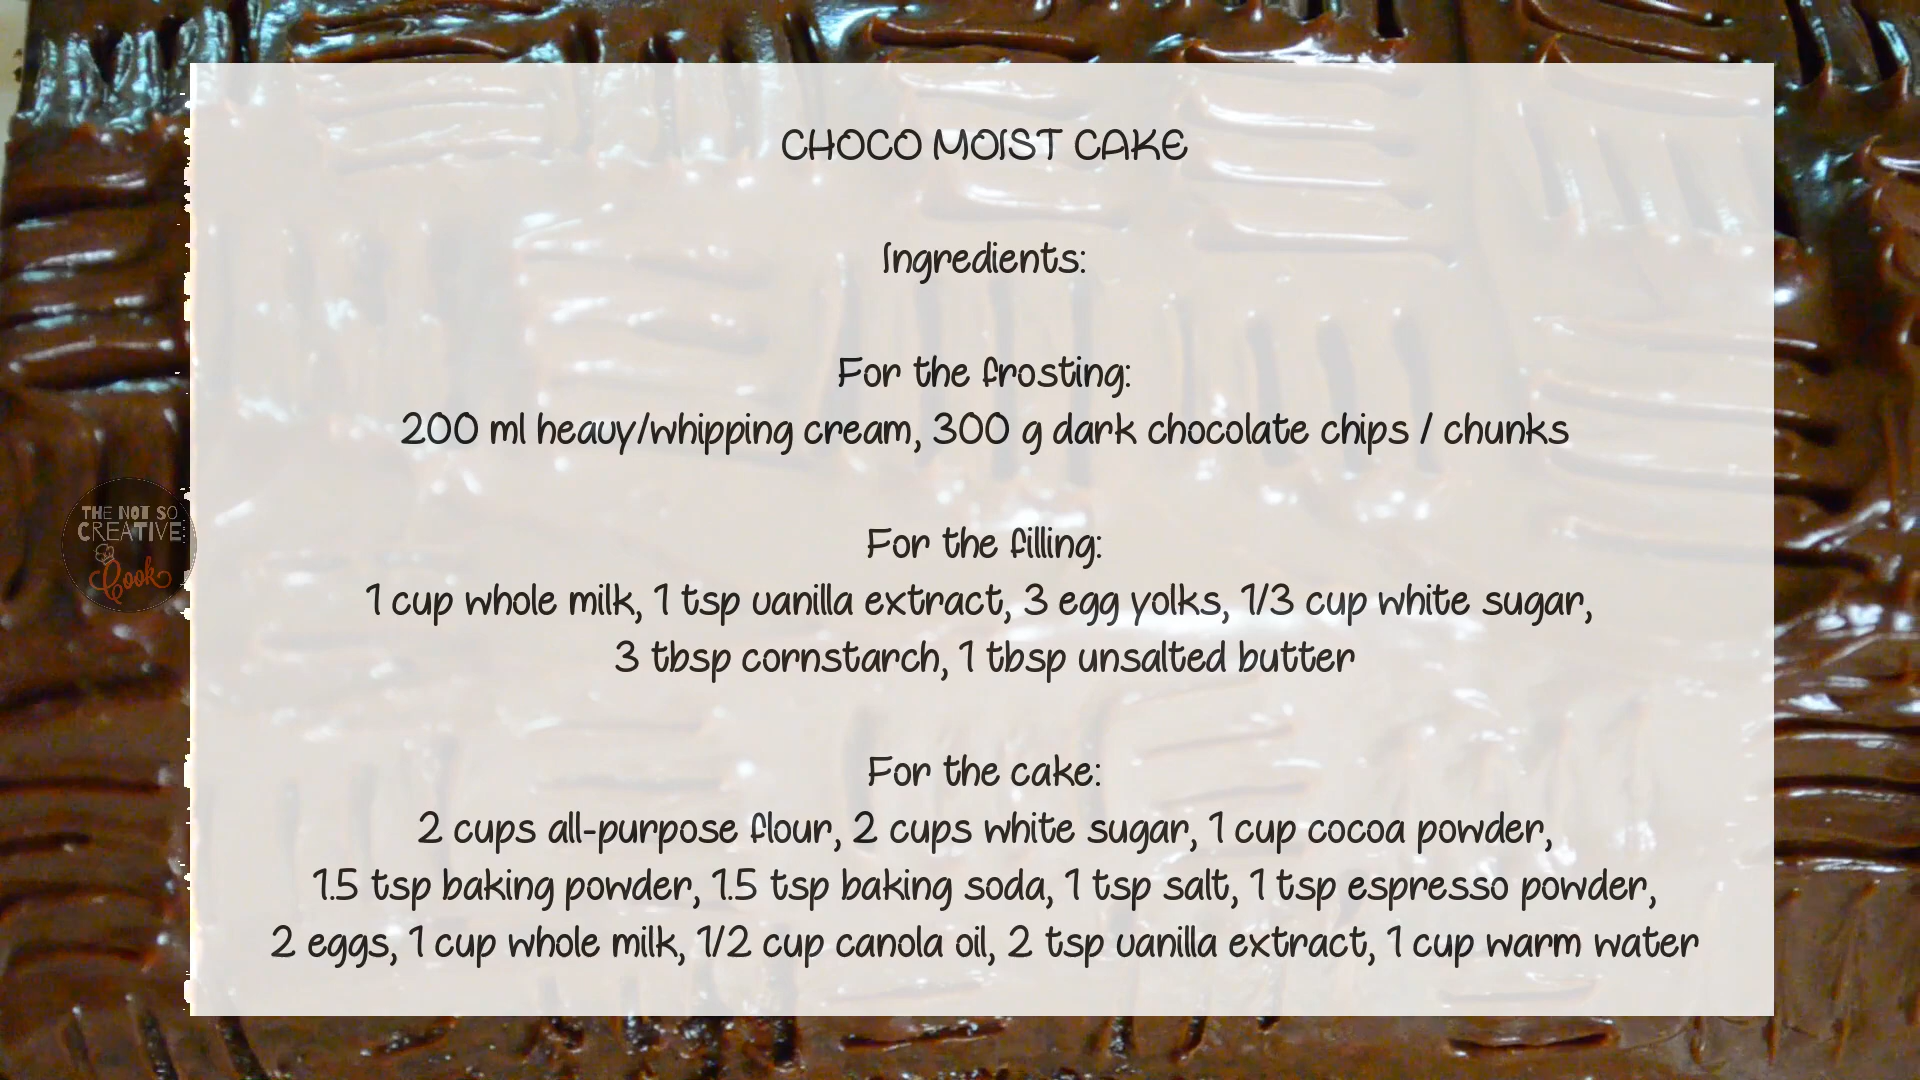 CHOCO MOIST CAKE
Ingredients:
For the frosting:
200 ml heavy/whipping cream, 300 g dark chocolate chips / chunks
THE NOT SO
CREATIVE
Cook
For the filling:
1 cup whole milk, 1 tsp vanilla extract, 3 egg yolks, 1/3 cup white sugar,
3 tbsp cornstarch, 1 tbsp unsalted butter
For the cake:
2 cups all-purpose flour, 2 cups white sugar, 1 cup cocoa powder,
1.5 tsp baking powder, 1.5 tsp baking soda, 1 tsp salt, 1 tsp espresso powder,
2 eggs, 1 cup whole milk, 1/2 cup canola oil, 2 tsp vanilla extract, 1 cup warm water